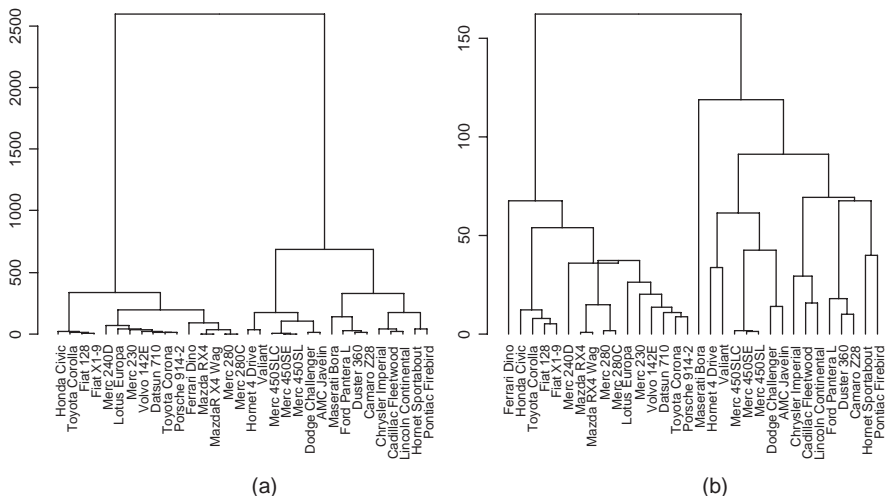 2500
2000
1500
1000
500
0
Honda Civic
Toyota Corolla
Fiat 128
Fiat X1-9
Merc 240D
Lotus Europa
Merc 230
Volvo 142E
Datsun 710
Toyota Corona
Porsche 914-2
Ferrari Dino
Mazda RX4
MazdaR X4 Wag
Merc 280
Merc 280C
Hornet 4 Drive
Valiant
Merc 450SLC
Merc 450SE
Merc 450SL
Dodge Challenger
AMC Javelin
Maserati Bora
Ford Pantera L
Duster 360
Camaro Z28
Chrysler Imperial
Cadillac Fleetwood
Lincoln Continental
Hornet Sportabout
Pontiac Firebird
(a)
150
100
50
0
Ferrari Dino
Honda Civic
Toyota Corolla
Fiat 128
Fiat X1-9
Merc 240D
Mazda RX4
Mazda RX4 Wag
Merc 280
Merc 280C
Lotus Europa
Merc 230
Volvo 142E
Datsun 710
Toyota Corona
Porsche 914-2
Maserati Bora
Hornet 4 Drive
Valiant
Merc 450SLC
Merc 450SE
Merc 450SL
Dodge Challenger
AMC Javelin
Chrysler Imperial
Cadillac Fleetwood
Lincoln Continental
Ford Pantera L
Duster 360
Camaro Z28
Hornet Sportabout
Pontiac Firebird
(b)